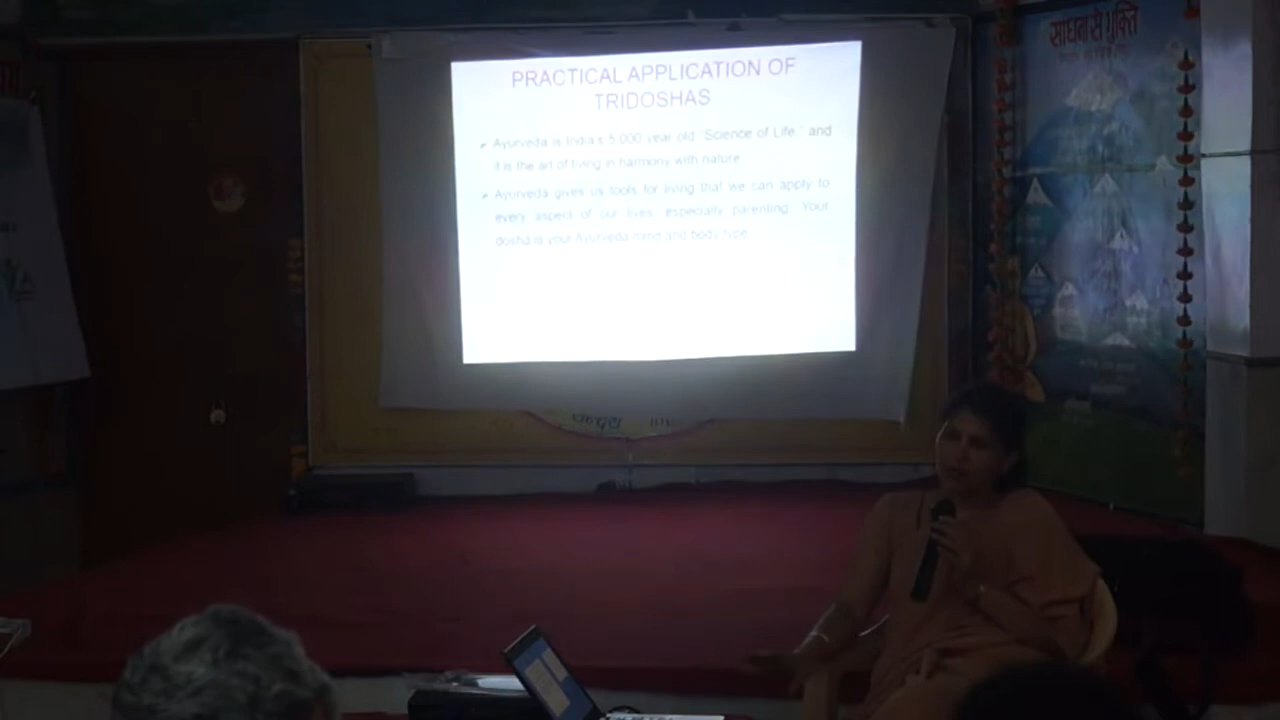 PRACTICAL APPLICATION OF
TRIDOSHAS
Ayurveda is India's 5,000 year old "Science of Life," and
it is the art of living in harmony with nature.
Ayurveda gives us tools for living that we can apply to
every aspect of our lives, especially parenting. Your
dosha is your Ayurveda mind and body type.
साधना से मुक्ति